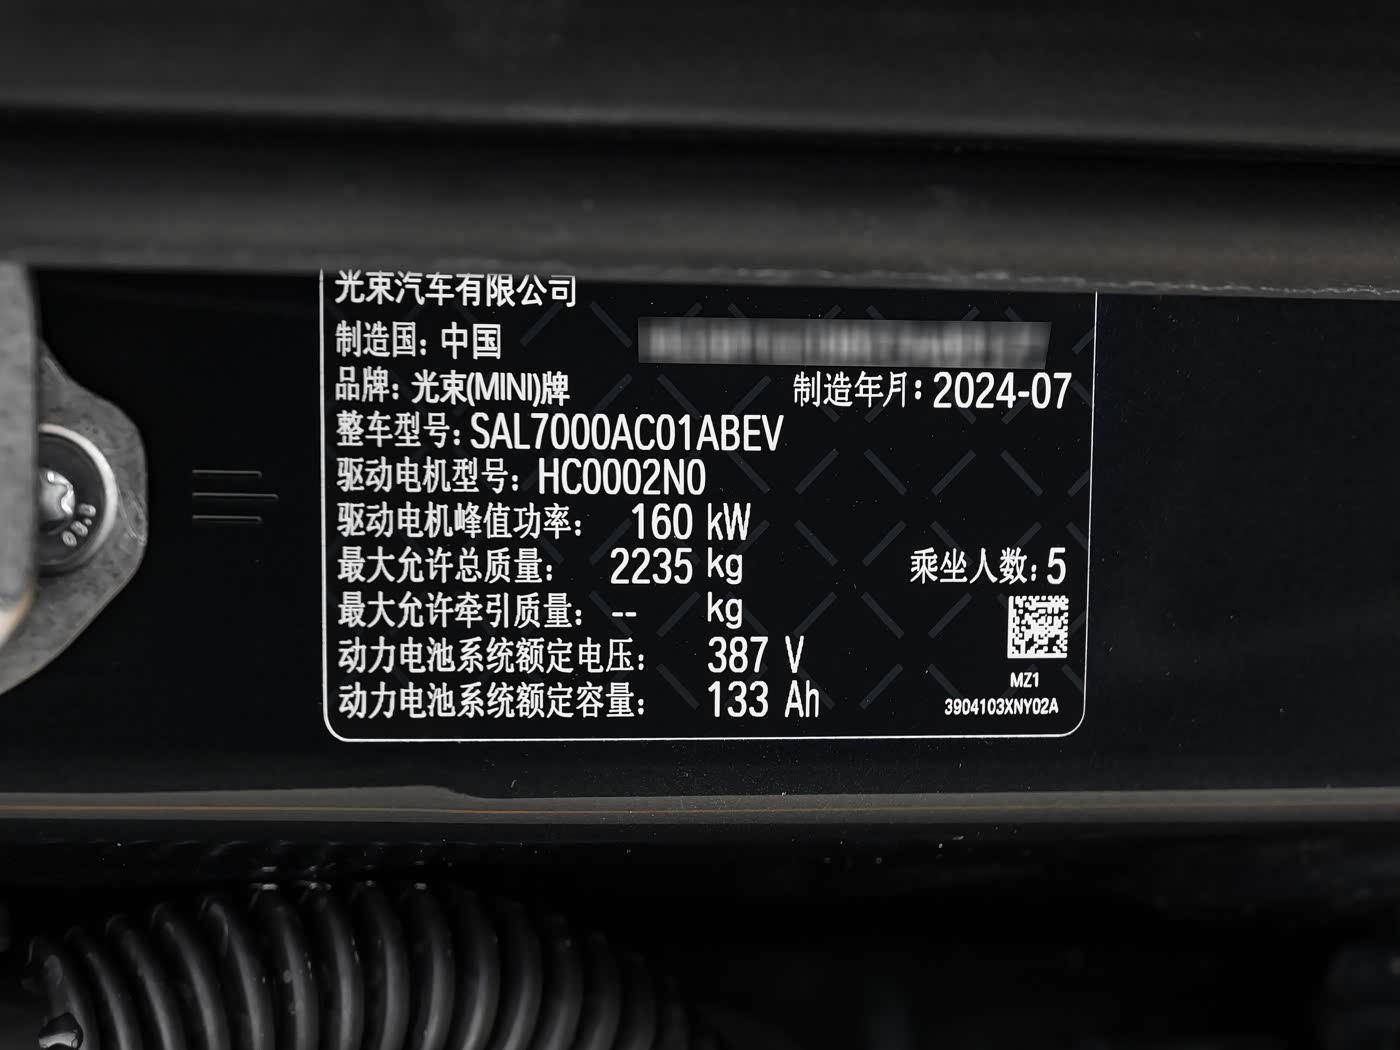 光束汽车有限公司
制造国：中国
品牌：光束(MINI)牌
制造年月：2024-07
整车型号：SAL7000AC01ABEV
驱动电机型号：HC0002N0
驱动电机峰值功率： 160 kW
最大允许总质量： 2235 kg
乘坐人数：5
最大允许牵引质量： -- kg
动力电池系统额定电压： 387 V
动力电池系统额定容量： 133 Ah
MZ1
3904103XNY02A